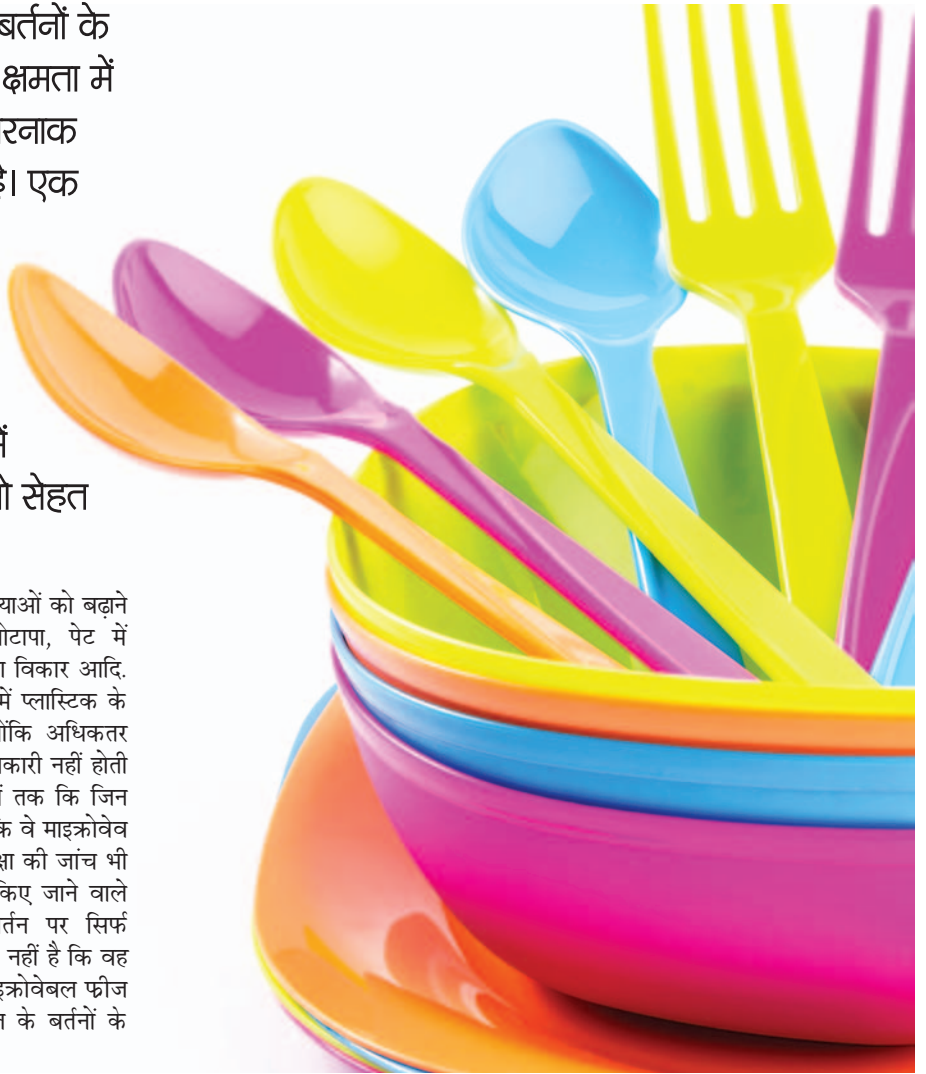 बर्तनों के
क्षमता में
रनाक
है। एक
में
सेहत
याओं को बढ़ाने
ोटापा, पेट में
विकार आदि.
में प्लास्टिक के
ोंकि अधिकतर
कारी नहीं होती
तक कि जिन
वे माइक्रोवेव
की जांच भी
किए जाने वाले
र्तन पर सिर्फ
नहीं है कि वह
इक्रोवेबल फ्रीज
के बर्तनों के